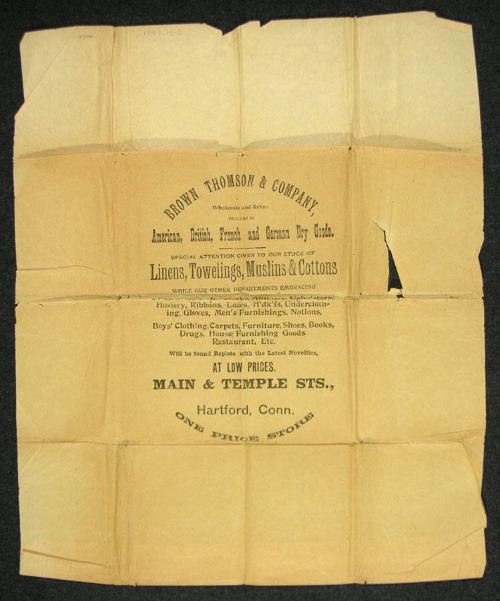 BROWN THOMSON & COMPANY,
Wholesale and Retail
DEALERS IN
American, British, French and German Dry Goods.
SPECIAL ATTENTION GIVEN TO OUR STOCK OF
Linens, Towelings, Muslins & Cottons
WHILE OUR OTHER DEPARTMENTS EMBRACING
Millinery, Upholstery,
Hosiery, Ribbons, Laces, H'dk'fs, Undercloth-
ing, Gloves, Men's Furnishings, Notions,
Boys' Clothing, Carpets, Furniture, Shoes, Books,
Drugs, House Furnishing Goods
Restaurant, Etc.
Will be found Replete with the Latest Novelties,
AT LOW PRICES.
MAIN & TEMPLE STS.,
Hartford, Conn.
ONE PRICE STORE